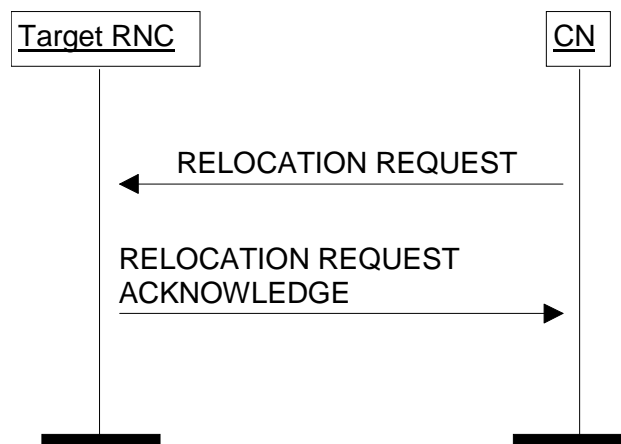 Target RNC
CN
RELOCATION REQUEST
RELOCATION REQUEST
ACKNOWLEDGE